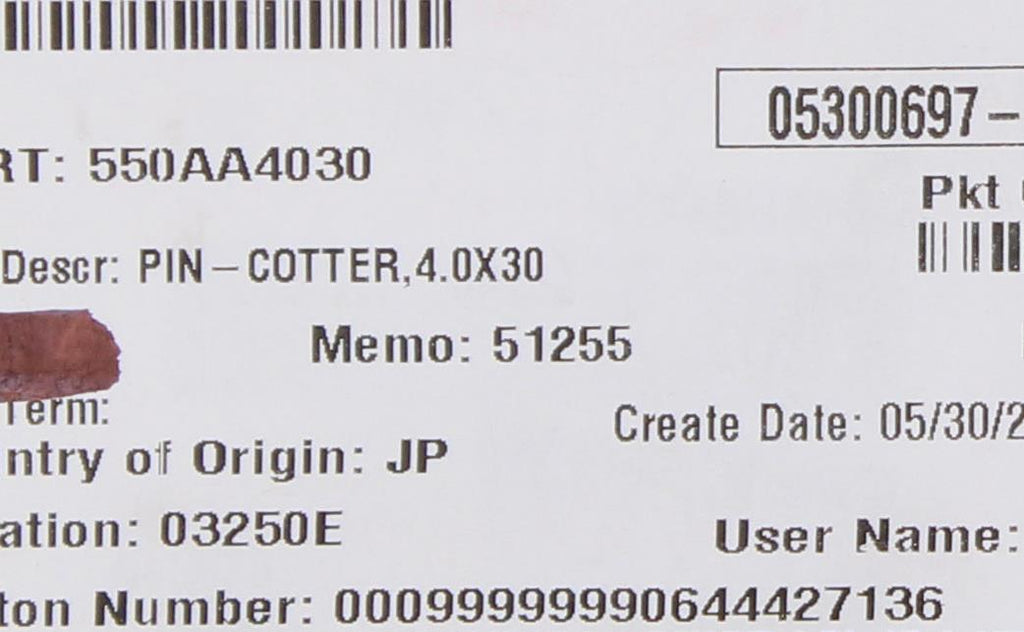 05300697-
RT: 550AA4030
Pkt
Descr: PIN-COTTER,4.0X30
Memo: 51255
Term:
Create Date: 05/30/2
ntry of Origin: JP
ation: 03250E
User Name:
ton Number: 00099999990644427136